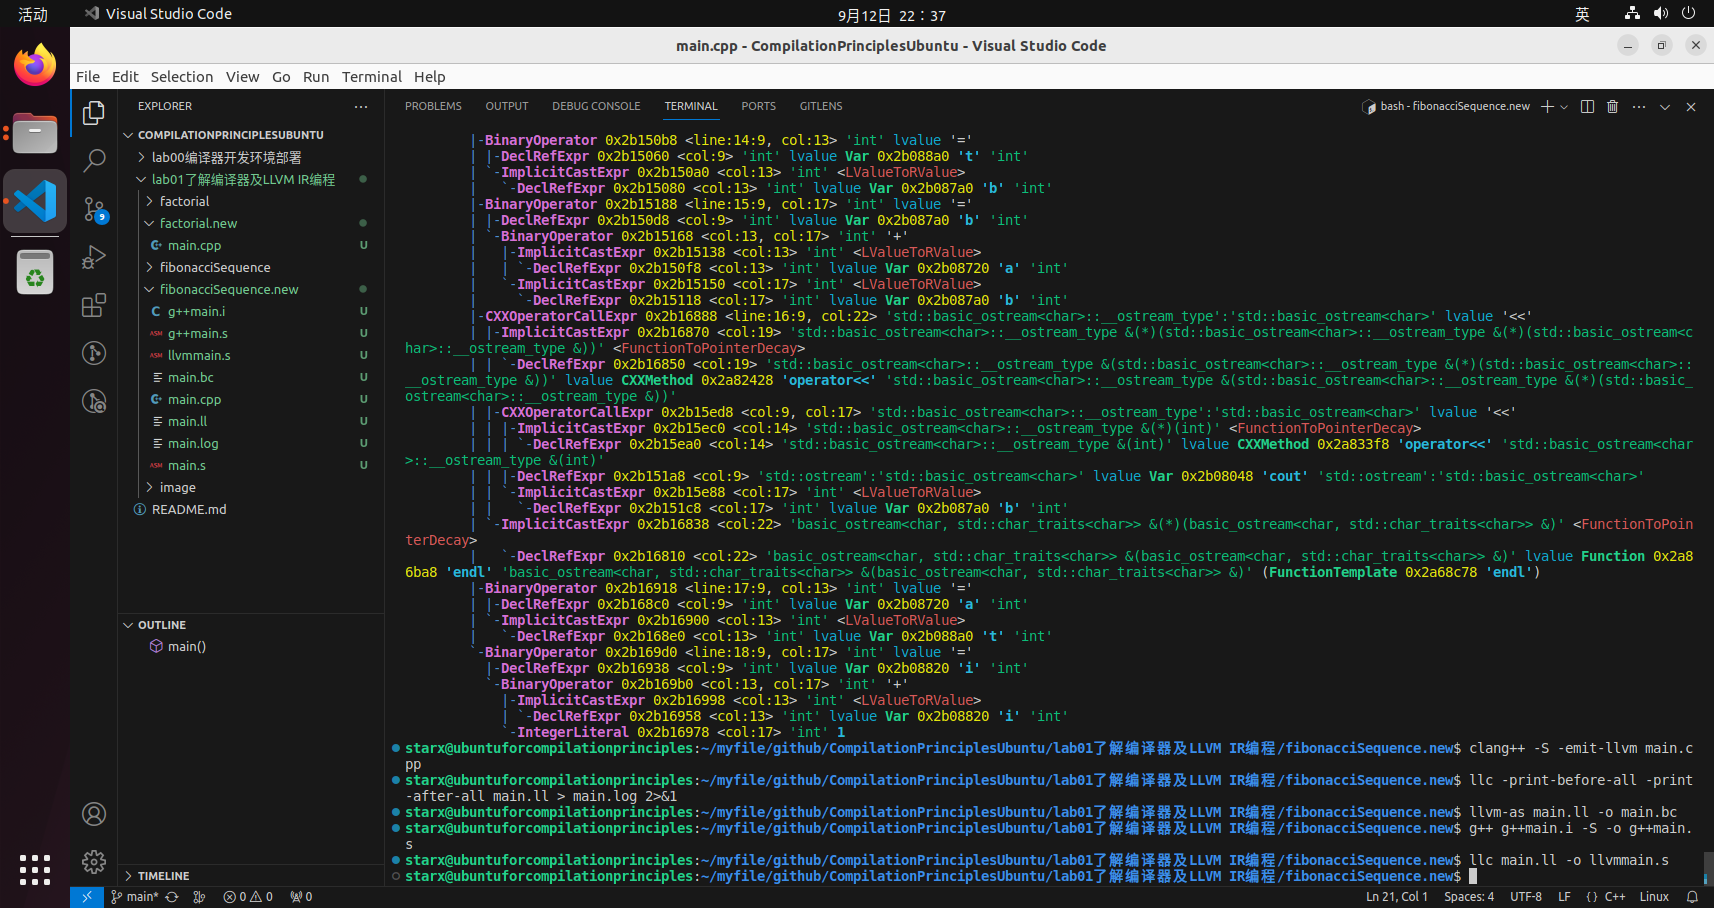 活动
Visual Studio Code
9月12日 22：37
英
main.cpp - CompilationPrinciplesUbuntu - Visual Studio Code
File Edit Selection View Go Run Terminal Help
EXPLORER
COMPILATIONPRINCIPLESUBUNTU
lab00编译器开发环境部署
lab01了解编译器及LLVM IR编程
factorial
factorial.new
main.cpp U
fibonacciSequence
fibonacciSequence.new
g++main.i U
ASM g++main.s U
ASM llvmmain.s U
main.bc U
main.cpp U
main.ll U
main.log U
ASM main.s U
image
README.md
OUTLINE
main()
TIMELINE
9
PROBLEMS OUTPUT DEBUG CONSOLE TERMINAL PORTS GITLENS
bash - fibonacciSequence.new
|-BinaryOperator 0x2b150b8 <line:14:9, col:13> 'int' lvalue '='
| |-DeclRefExpr 0x2b15060 <col:9> 'int' lvalue Var 0x2b088a0 't' 'int'
| `-ImplicitCastExpr 0x2b150a0 <col:13> 'int' <LValueToRValue>
|   `-DeclRefExpr 0x2b15080 <col:13> 'int' lvalue Var 0x2b087a0 'b' 'int'
|-BinaryOperator 0x2b15188 <line:15:9, col:17> 'int' lvalue '='
| |-DeclRefExpr 0x2b150d8 <col:9> 'int' lvalue Var 0x2b087a0 'b' 'int'
| `-BinaryOperator 0x2b15168 <col:13, col:17> 'int' '+'
|   |-ImplicitCastExpr 0x2b15138 <col:13> 'int' <LValueToRValue>
|   | `-DeclRefExpr 0x2b150f8 <col:13> 'int' lvalue Var 0x2b08720 'a' 'int'
|   `-ImplicitCastExpr 0x2b15150 <col:17> 'int' <LValueToRValue>
|     `-DeclRefExpr 0x2b15118 <col:17> 'int' lvalue Var 0x2b087a0 'b' 'int'
|-CXXOperatorCallExpr 0x2b16888 <line:16:9, col:22> 'std::basic_ostream<char>::__ostream_type':'std::basic_ostream<char>' lvalue '<<'
| |-ImplicitCastExpr 0x2b16870 <col:19> 'std::basic_ostream<char>::__ostream_type &(*)(std::basic_ostream<char>::__ostream_type &(*)(std::basic_ostream<c
har>::__ostream_type &))' <FunctionToPointerDecay>
| | `-DeclRefExpr 0x2b16850 <col:19> 'std::basic_ostream<char>::__ostream_type &(std::basic_ostream<char>::__ostream_type &(*)(std::basic_ostream<char>::
__ostream_type &))' lvalue CXXMethod 0x2a82428 'operator<<' 'std::basic_ostream<char>::__ostream_type &(std::basic_ostream<char>::__ostream_type &(*)(std::basic_
ostream<char>::__ostream_type &))'
| |-CXXOperatorCallExpr 0x2b15ed8 <col:9, col:17> 'std::basic_ostream<char>::__ostream_type':'std::basic_ostream<char>' lvalue '<<'
| | |-ImplicitCastExpr 0x2b15ec0 <col:14> 'std::basic_ostream<char>::__ostream_type &(*)(int)' <FunctionToPointerDecay>
| | | `-DeclRefExpr 0x2b15ea0 <col:14> 'std::basic_ostream<char>::__ostream_type &(int)' lvalue CXXMethod 0x2a833f8 'operator<<' 'std::basic_ostream<char
>::__ostream_type &(int)'
| | |-DeclRefExpr 0x2b151a8 <col:9> 'std::ostream':'std::basic_ostream<char>' lvalue Var 0x2b08048 'cout' 'std::ostream':'std::basic_ostream<char>'
| | `-ImplicitCastExpr 0x2b15e88 <col:17> 'int' <LValueToRValue>
| |   `-DeclRefExpr 0x2b151c8 <col:17> 'int' lvalue Var 0x2b087a0 'b' 'int'
| `-ImplicitCastExpr 0x2b16838 <col:22> 'basic_ostream<char, std::char_traits<char>> &(*)(basic_ostream<char, std::char_traits<char>> &)' <FunctionToPoin
terDecay>
|   `-DeclRefExpr 0x2b16810 <col:22> 'basic_ostream<char, std::char_traits<char>> &(basic_ostream<char, std::char_traits<char>> &)' lvalue Function 0x2a8
6ba8 'endl' 'basic_ostream<char, std::char_traits<char>> &(basic_ostream<char, std::char_traits<char>> &)' (FunctionTemplate 0x2a68c78 'endl')
|-BinaryOperator 0x2b16918 <line:17:9, col:13> 'int' lvalue '='
| |-DeclRefExpr 0x2b168c0 <col:9> 'int' lvalue Var 0x2b08720 'a' 'int'
| `-ImplicitCastExpr 0x2b16900 <col:13> 'int' <LValueToRValue>
|   `-DeclRefExpr 0x2b168e0 <col:13> 'int' lvalue Var 0x2b088a0 't' 'int'
`-BinaryOperator 0x2b169d0 <line:18:9, col:17> 'int' lvalue '='
  |-DeclRefExpr 0x2b16938 <col:9> 'int' lvalue Var 0x2b08820 'i' 'int'
  `-BinaryOperator 0x2b169b0 <col:13, col:17> 'int' '+'
    |-ImplicitCastExpr 0x2b16998 <col:13> 'int' <LValueToRValue>
    | `-DeclRefExpr 0x2b16958 <col:13> 'int' lvalue Var 0x2b08820 'i' 'int'
    `-IntegerLiteral 0x2b16978 <col:17> 'int' 1
starx@ubuntuforcompilationprinciples:~/myfile/github/CompilationPrinciplesUbuntu/lab01了解编译器及LLVM IR编程/fibonacciSequence.new$ clang++ -S -emit-llvm main.c
pp
starx@ubuntuforcompilationprinciples:~/myfile/github/CompilationPrinciplesUbuntu/lab01了解编译器及LLVM IR编程/fibonacciSequence.new$ llc -print-before-all -print
-after-all main.ll > main.log 2>&1
starx@ubuntuforcompilationprinciples:~/myfile/github/CompilationPrinciplesUbuntu/lab01了解编译器及LLVM IR编程/fibonacciSequence.new$ llvm-as main.ll -o main.bc
starx@ubuntuforcompilationprinciples:~/myfile/github/CompilationPrinciplesUbuntu/lab01了解编译器及LLVM IR编程/fibonacciSequence.new$ g++ g++main.i -S -o g++main.
s
starx@ubuntuforcompilationprinciples:~/myfile/github/CompilationPrinciplesUbuntu/lab01了解编译器及LLVM IR编程/fibonacciSequence.new$ llc main.ll -o llvmmain.s
starx@ubuntuforcompilationprinciples:~/myfile/github/CompilationPrinciplesUbuntu/lab01了解编译器及LLVM IR编程/fibonacciSequence.new$
main* 0 0 0 Ln 21, Col 1 Spaces: 4 UTF-8 LF {} C++ Linux